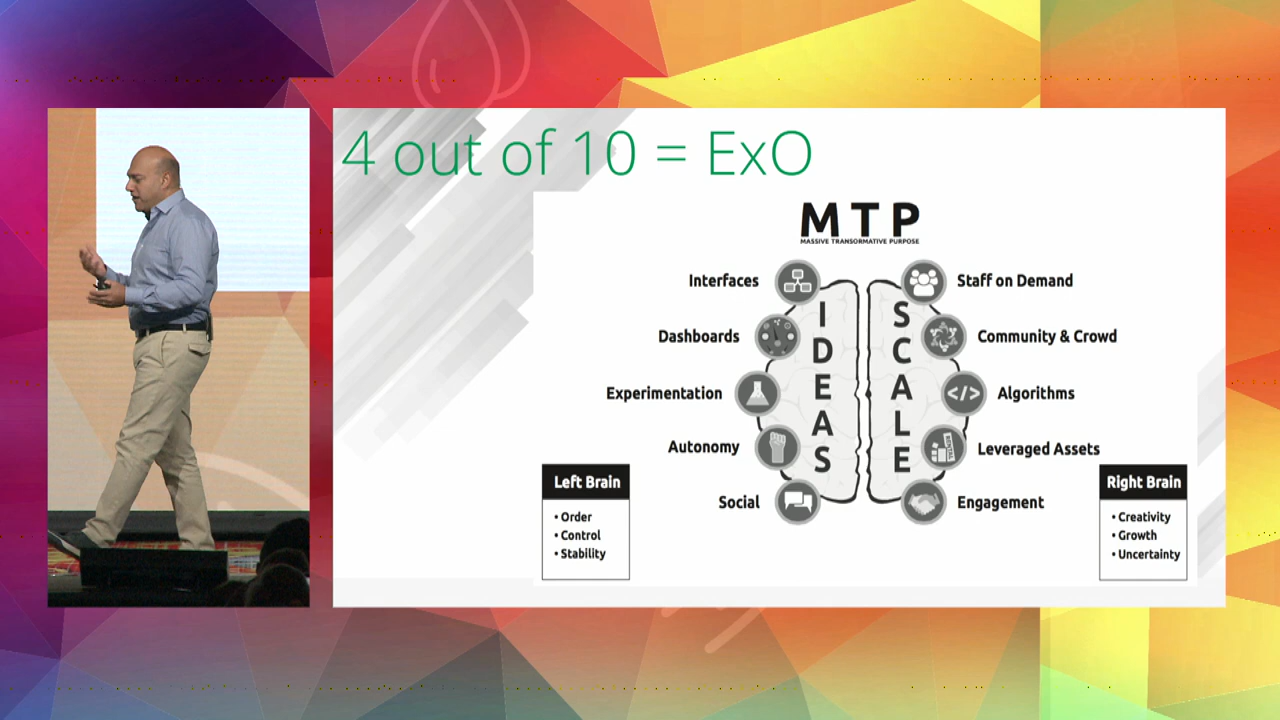 4 out of 10 = ExO
MTP
MASSIVE TRANSORMATIVE PURPOSE
Interfaces
Dashboards
Experimentation
Autonomy
Social
IDEAS
SCALE
Staff on Demand
Community & Crowd
Algorithms
Leveraged Assets
Engagement
Left Brain
• Order
• Control
• Stability
Right Brain
• Creativity
• Growth
• Uncertainty